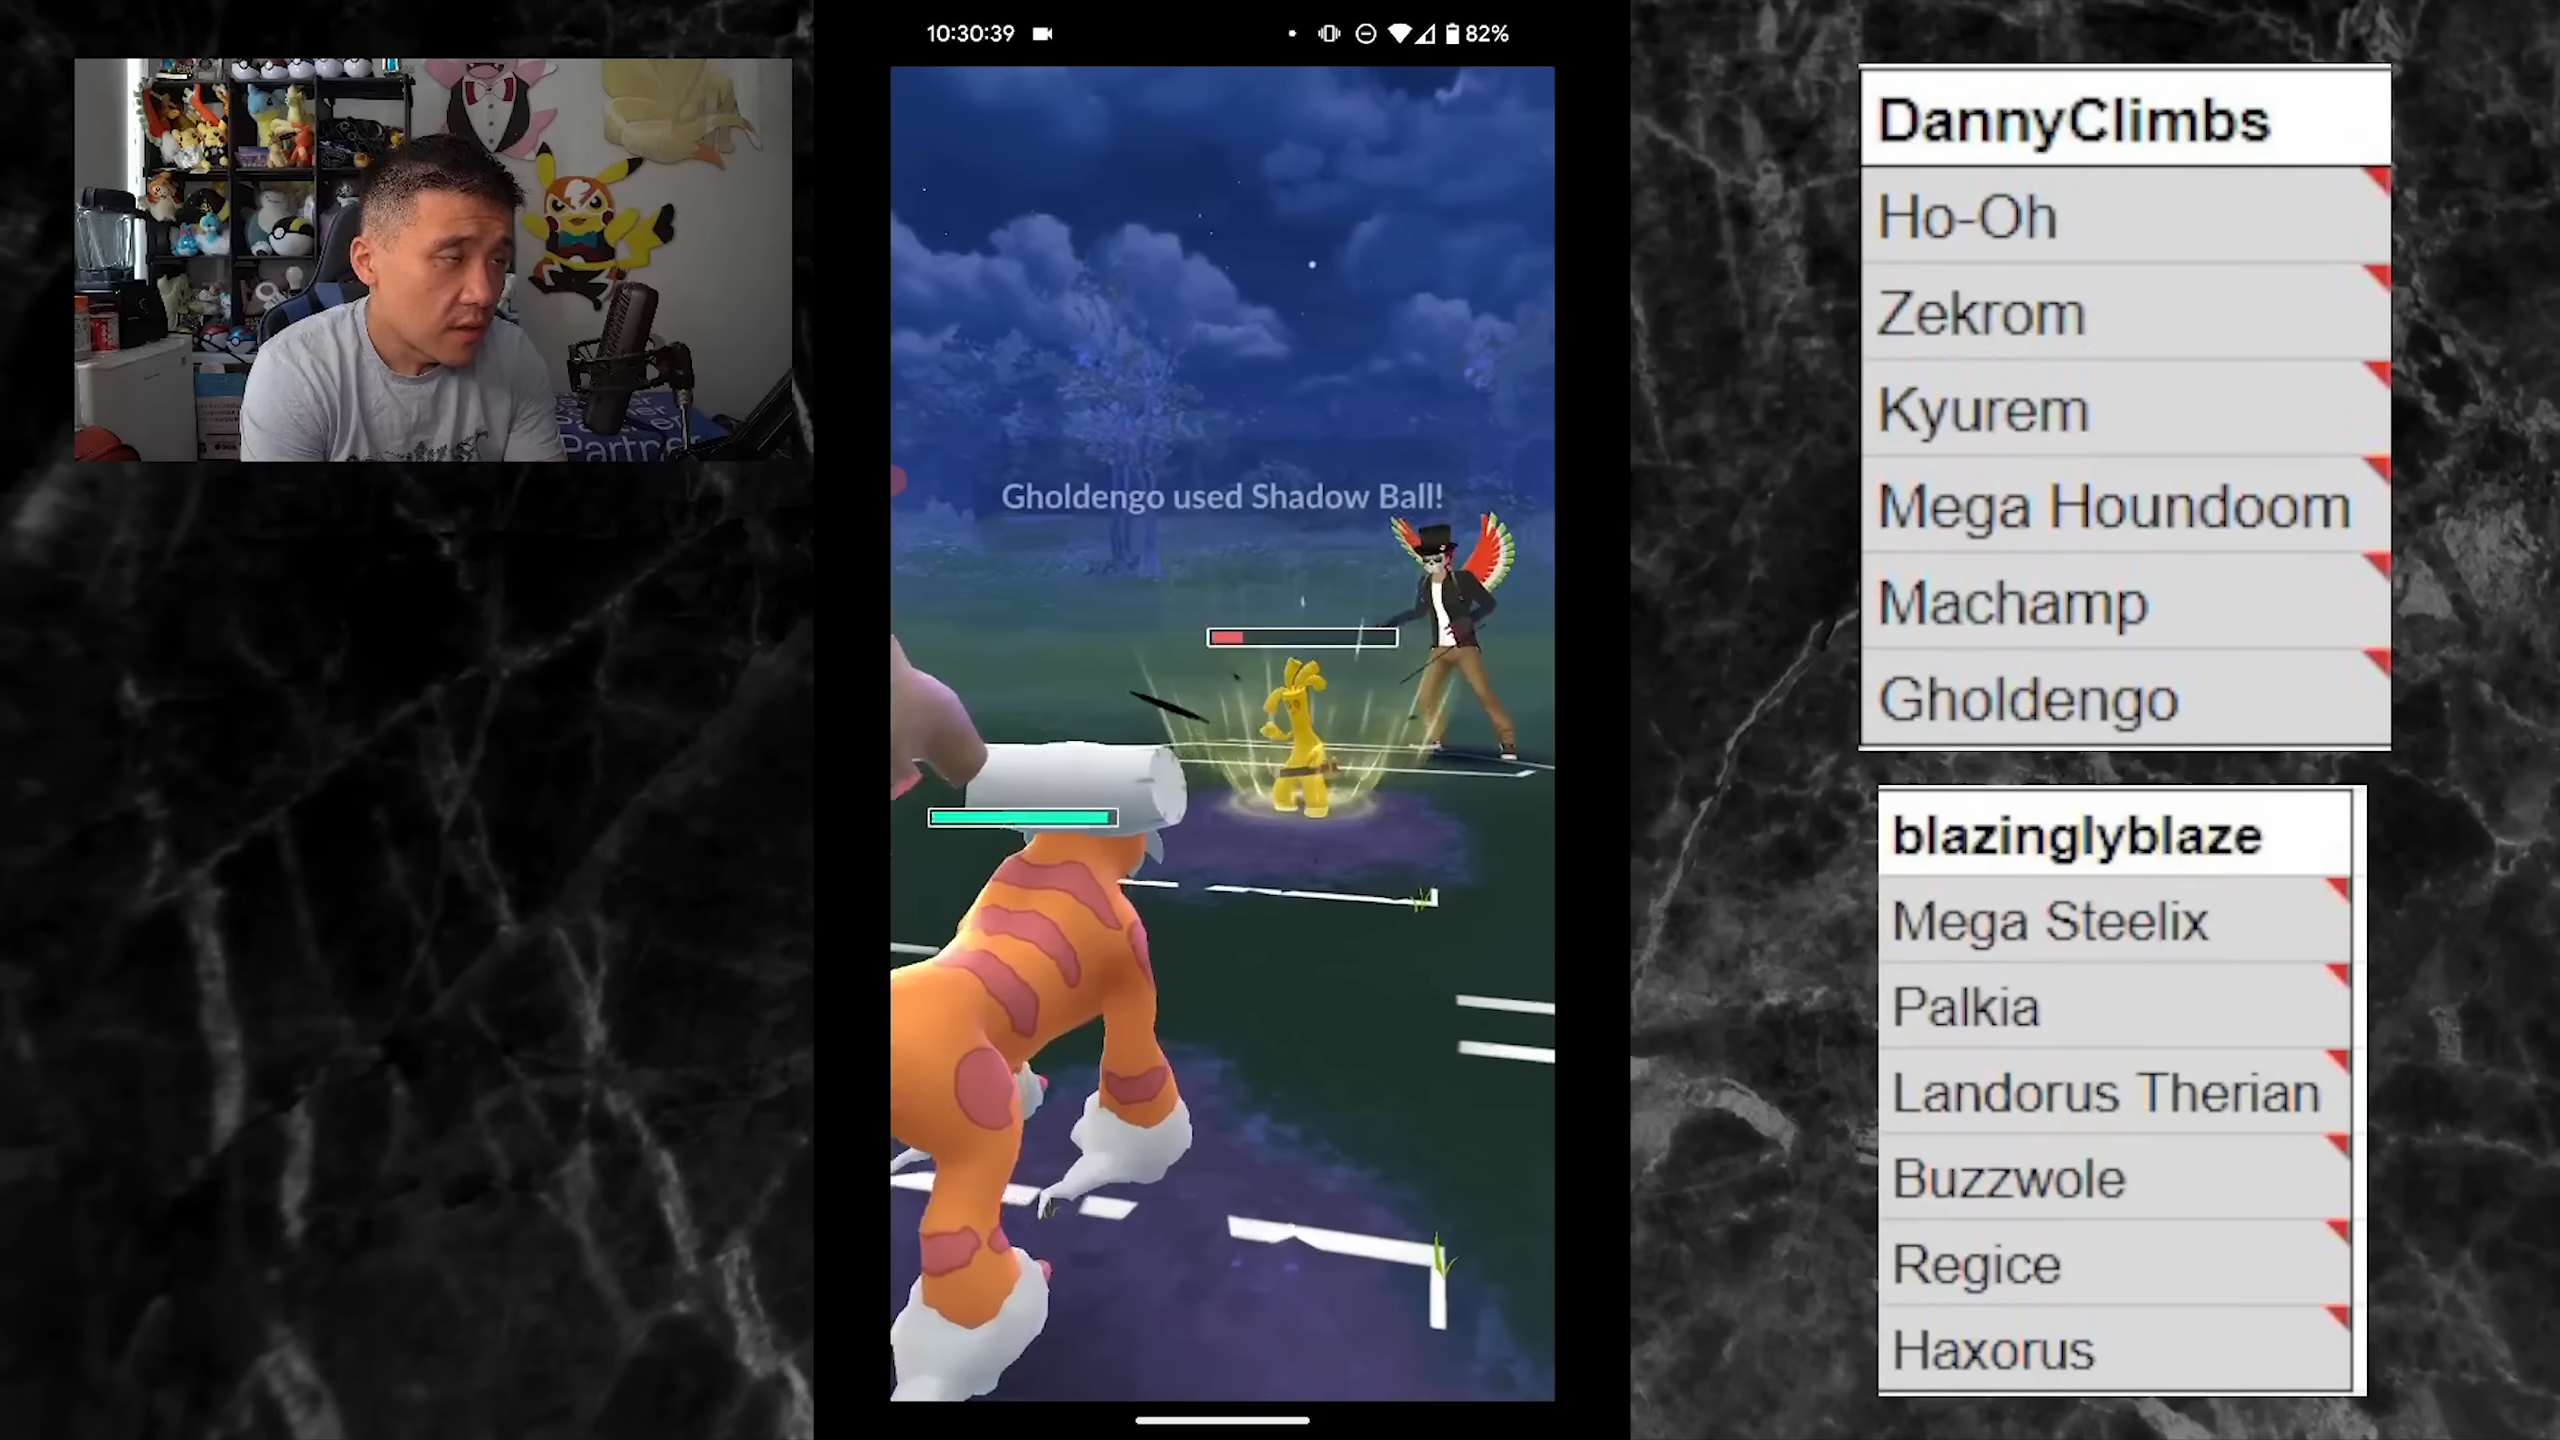 10:30:39
82%
Gholdengo used Shadow Ball!
Partner
DannyClimbs
Ho-Oh
Zekrom
Kyurem
Mega Houndoom
Machamp
Gholdengo
blazinglyblaze
Mega Steelix
Palkia
Landorus Therian
Buzzwole
Regice
Haxorus